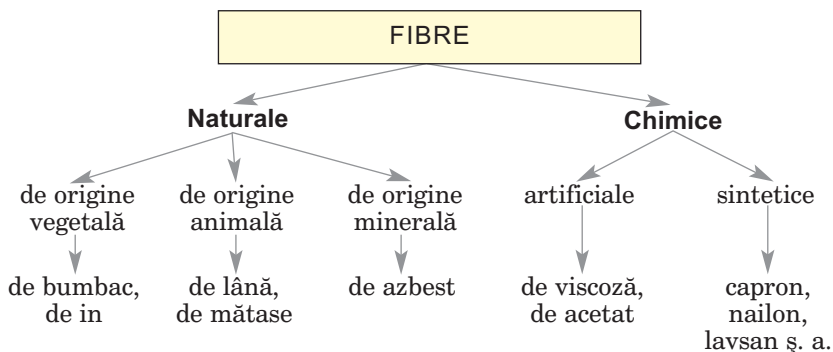 FIBRE
Naturale
Chimice
de origine
vegetală
de origine
animală
de origine
minerală
artificiale
sintetice
de bumbac,
de in
de lână,
de mătase
de azbest
de viscoză,
de acetat
capron,
nailon,
lavsan ş. a.